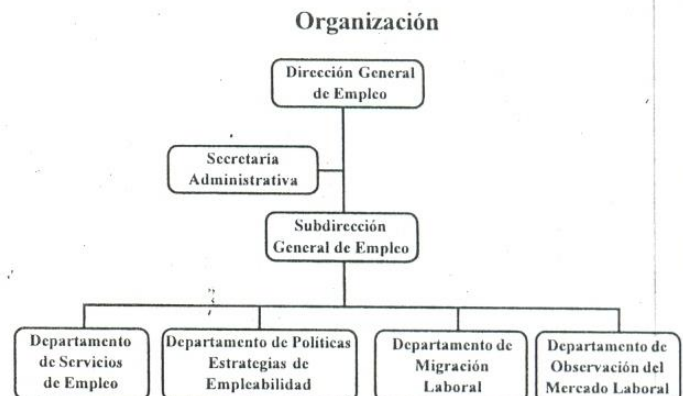 Organización
Dirección General
de Empleo
Secretaria
Administrativa
Subdirección
General de Empleo
Departamento
de Servicios
de Empleo
Departamento de Políticas
Estrategias de
Empleabilidad
Departamento de
Migración
Laboral
Departamento de
Observación del
Mercado Laboral